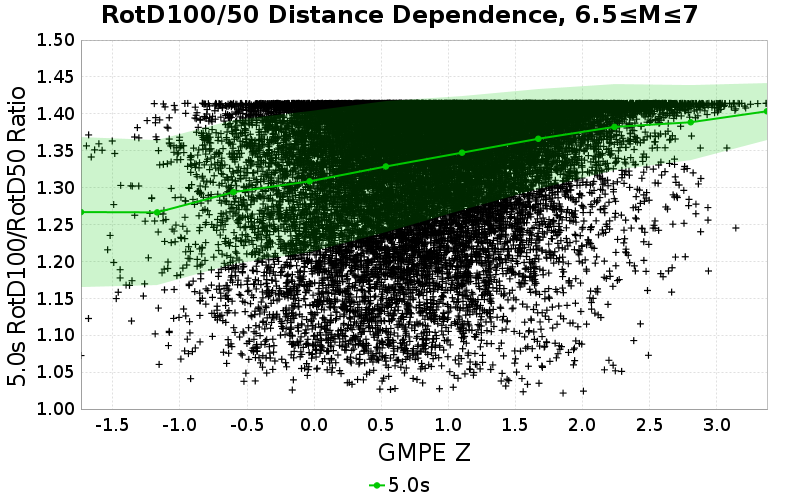 RotD100/50 Distance Dependence, 6.5≤M≤7
5.0s RotD100/RotD50 Ratio
1.50
1.45
1.40
1.35
1.30
1.25
1.20
1.15
1.10
1.05
1.00
-1.5 -1.0 -0.5 0.0 0.5 1.0 1.5 2.0 2.5 3.0
GMPE Z
5.0s